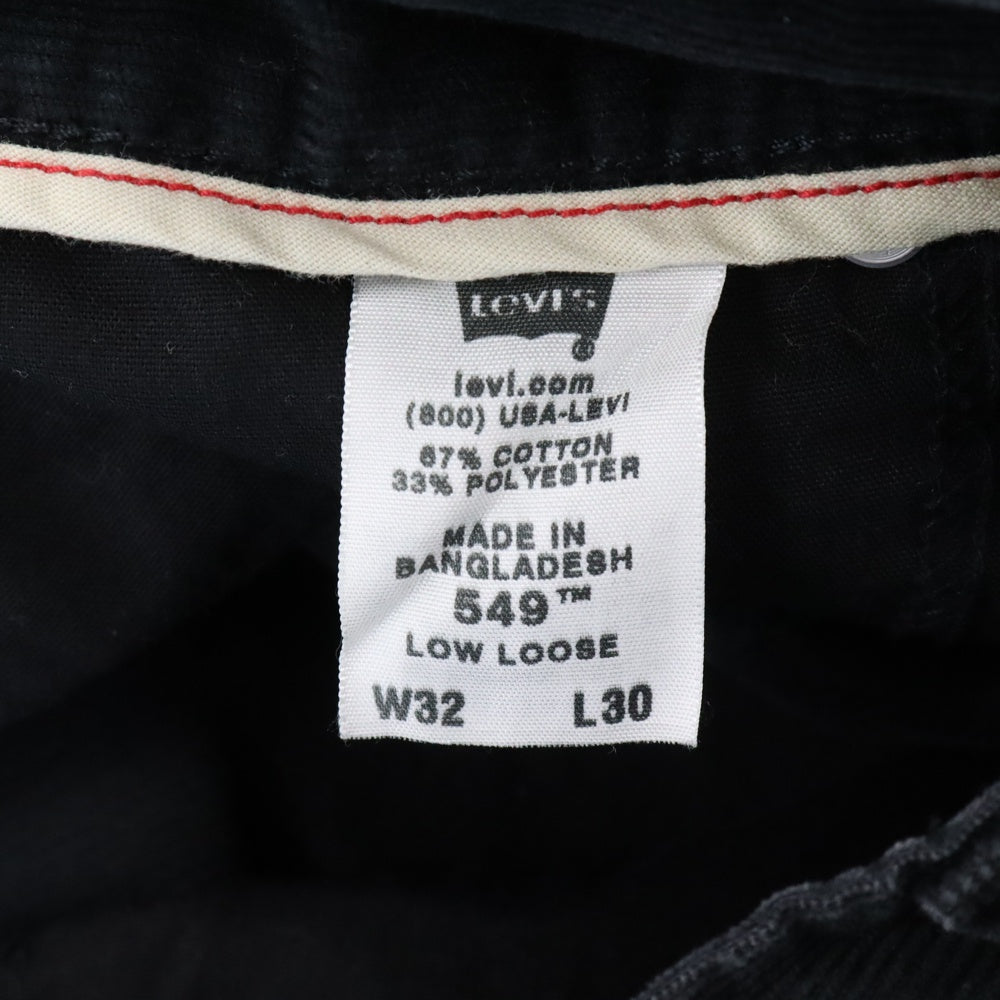 Levi's
®
levi.com
(800) USA-LEVI
67% COTTON
33% POLYESTER
MADE IN
BANGLADESH
549™
LOW LOOSE
W32 L30